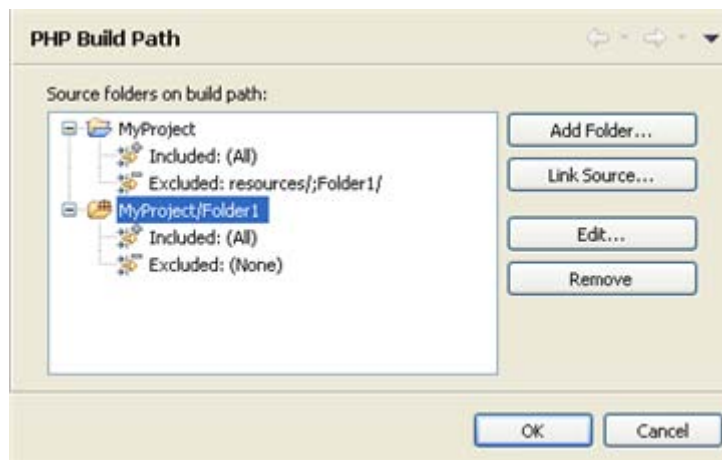 PHP Build Path
Source folders on build path:
MyProject
Included: (All)
Excluded: resources/;Folder1/
MyProject/Folder1
Included: (All)
Excluded: (None)
Add Folder...
Link Source...
Edit...
Remove
OK
Cancel